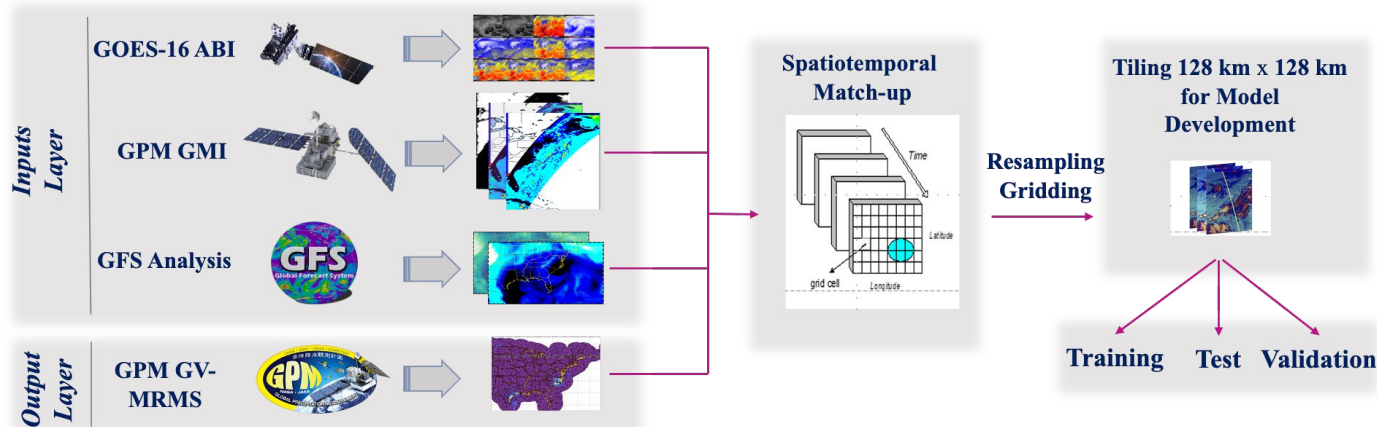 Inputs
Layer
GOES-16 ABI
GPM GMI
GFS Analysis
GFS
Global Forecast System
Output
Layer
GPM GV-
MRMS
GPM
NASA · JAXA
Spatiotemporal
Match-up
Time
Latitude
grid cell
Longitude
Resampling
Gridding
Tiling 128 km x 128 km
for Model
Development
Training
Test
Validation